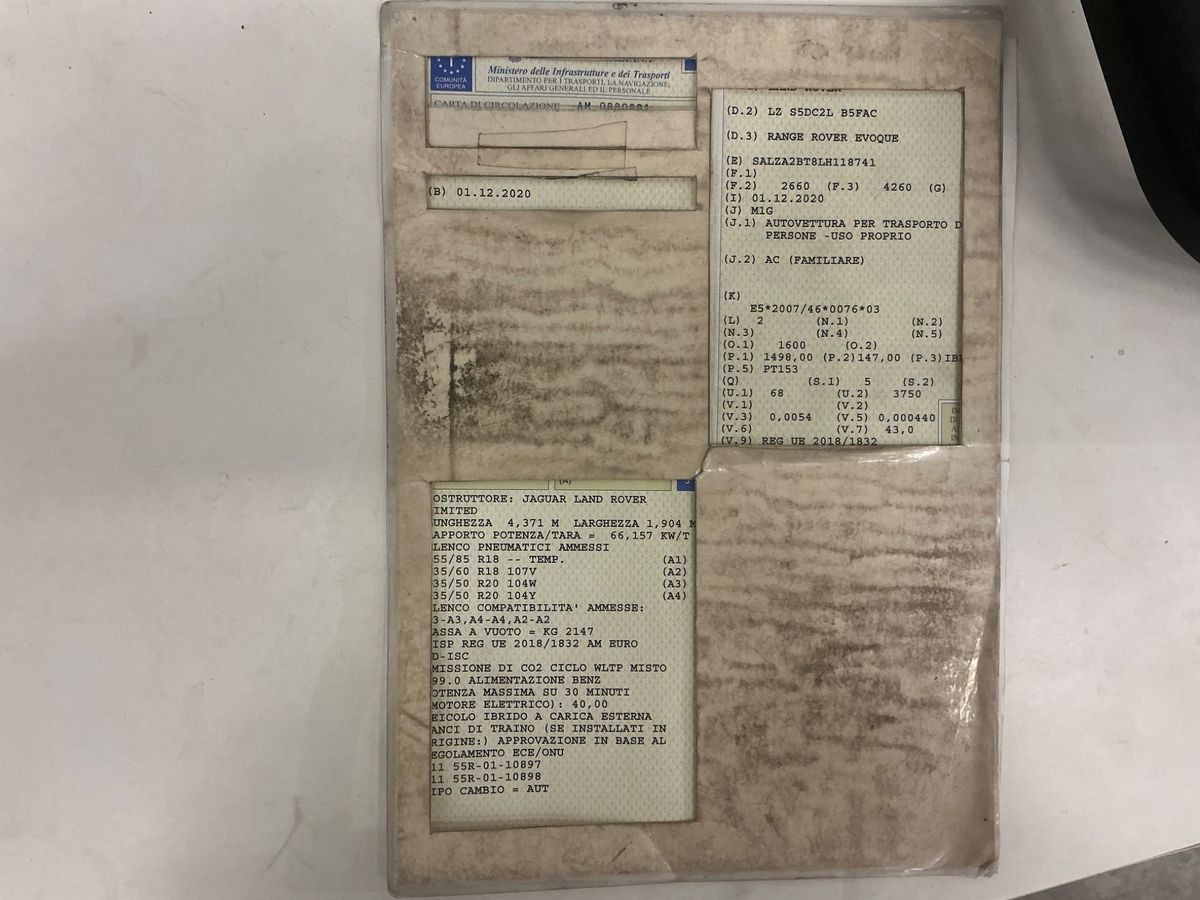 COMUNITÀ
EUROPEA
Ministero delle Infrastrutture e dei Trasporti
DIPARTIMENTO PER I TRASPORTI, LA NAVIGAZIONE,
GLI AFFARI GENERALI ED IL PERSONALE
CARTA DI CIRCOLAZIONE AM
(B) 01.12.2020
ROVER
(D.2) LZ S5DC2L B5FAC
(D.3) RANGE ROVER EVOQUE
(E) SALZA2BT8LH118741
(F.1)
(F.2) 2660 (F.3) 4260 (G)
(I) 01.12.2020
(J) M1G
(J.1) AUTOVETTURA PER TRASPORTO D
PERSONE -USO PROPRIO
(J.2) AC (FAMILIARE)
(K)
E5*2007/46*0076*03
(L) 2 (N.1) (N.2)
(N.3) (N.4) (N.5)
(O.1) 1600 (O.2)
(P.1) 1498,00 (P.2)147,00 (P.3)IB
(P.5) PT153
(Q) (S.1) 5 (S.2)
(U.1) 68 (U.2) 3750
(V.1) (V.2)
(V.3) 0,0054 (V.5) 0,000440
(V.6) (V.7) 43,0
(V.9) REG UE 2018/1832
(A)
OSTRUTTORE: JAGUAR LAND ROVER
IMITED
UNGHEZZA 4,371 M LARGHEZZA 1,904 M
APPORTO POTENZA/TARA = 66,157 KW/T
LENCO PNEUMATICI AMMESSI
55/85 R18 -- TEMP. (A1)
35/60 R18 107V (A2)
35/50 R20 104W (A3)
35/50 R20 104Y (A4)
LENCO COMPATIBILITA' AMMESSE:
3-A3,A4-A4,A2-A2
ASSA A VUOTO = KG 2147
ISP REG UE 2018/1832 AM EURO
D-ISC
MISSIONE DI CO2 CICLO WLTP MISTO
99.0 ALIMENTAZIONE BENZ
OTENZA MASSIMA SU 30 MINUTI
MOTORE ELETTRICO): 40,00
EICOLO IBRIDO A CARICA ESTERNA
ANCI DI TRAINO (SE INSTALLATI IN
RIGINE:) APPROVAZIONE IN BASE AL
EGOLAMENTO ECE/ONU
11 55R-01-10897
11 55R-01-10898
IPO CAMBIO = AUT